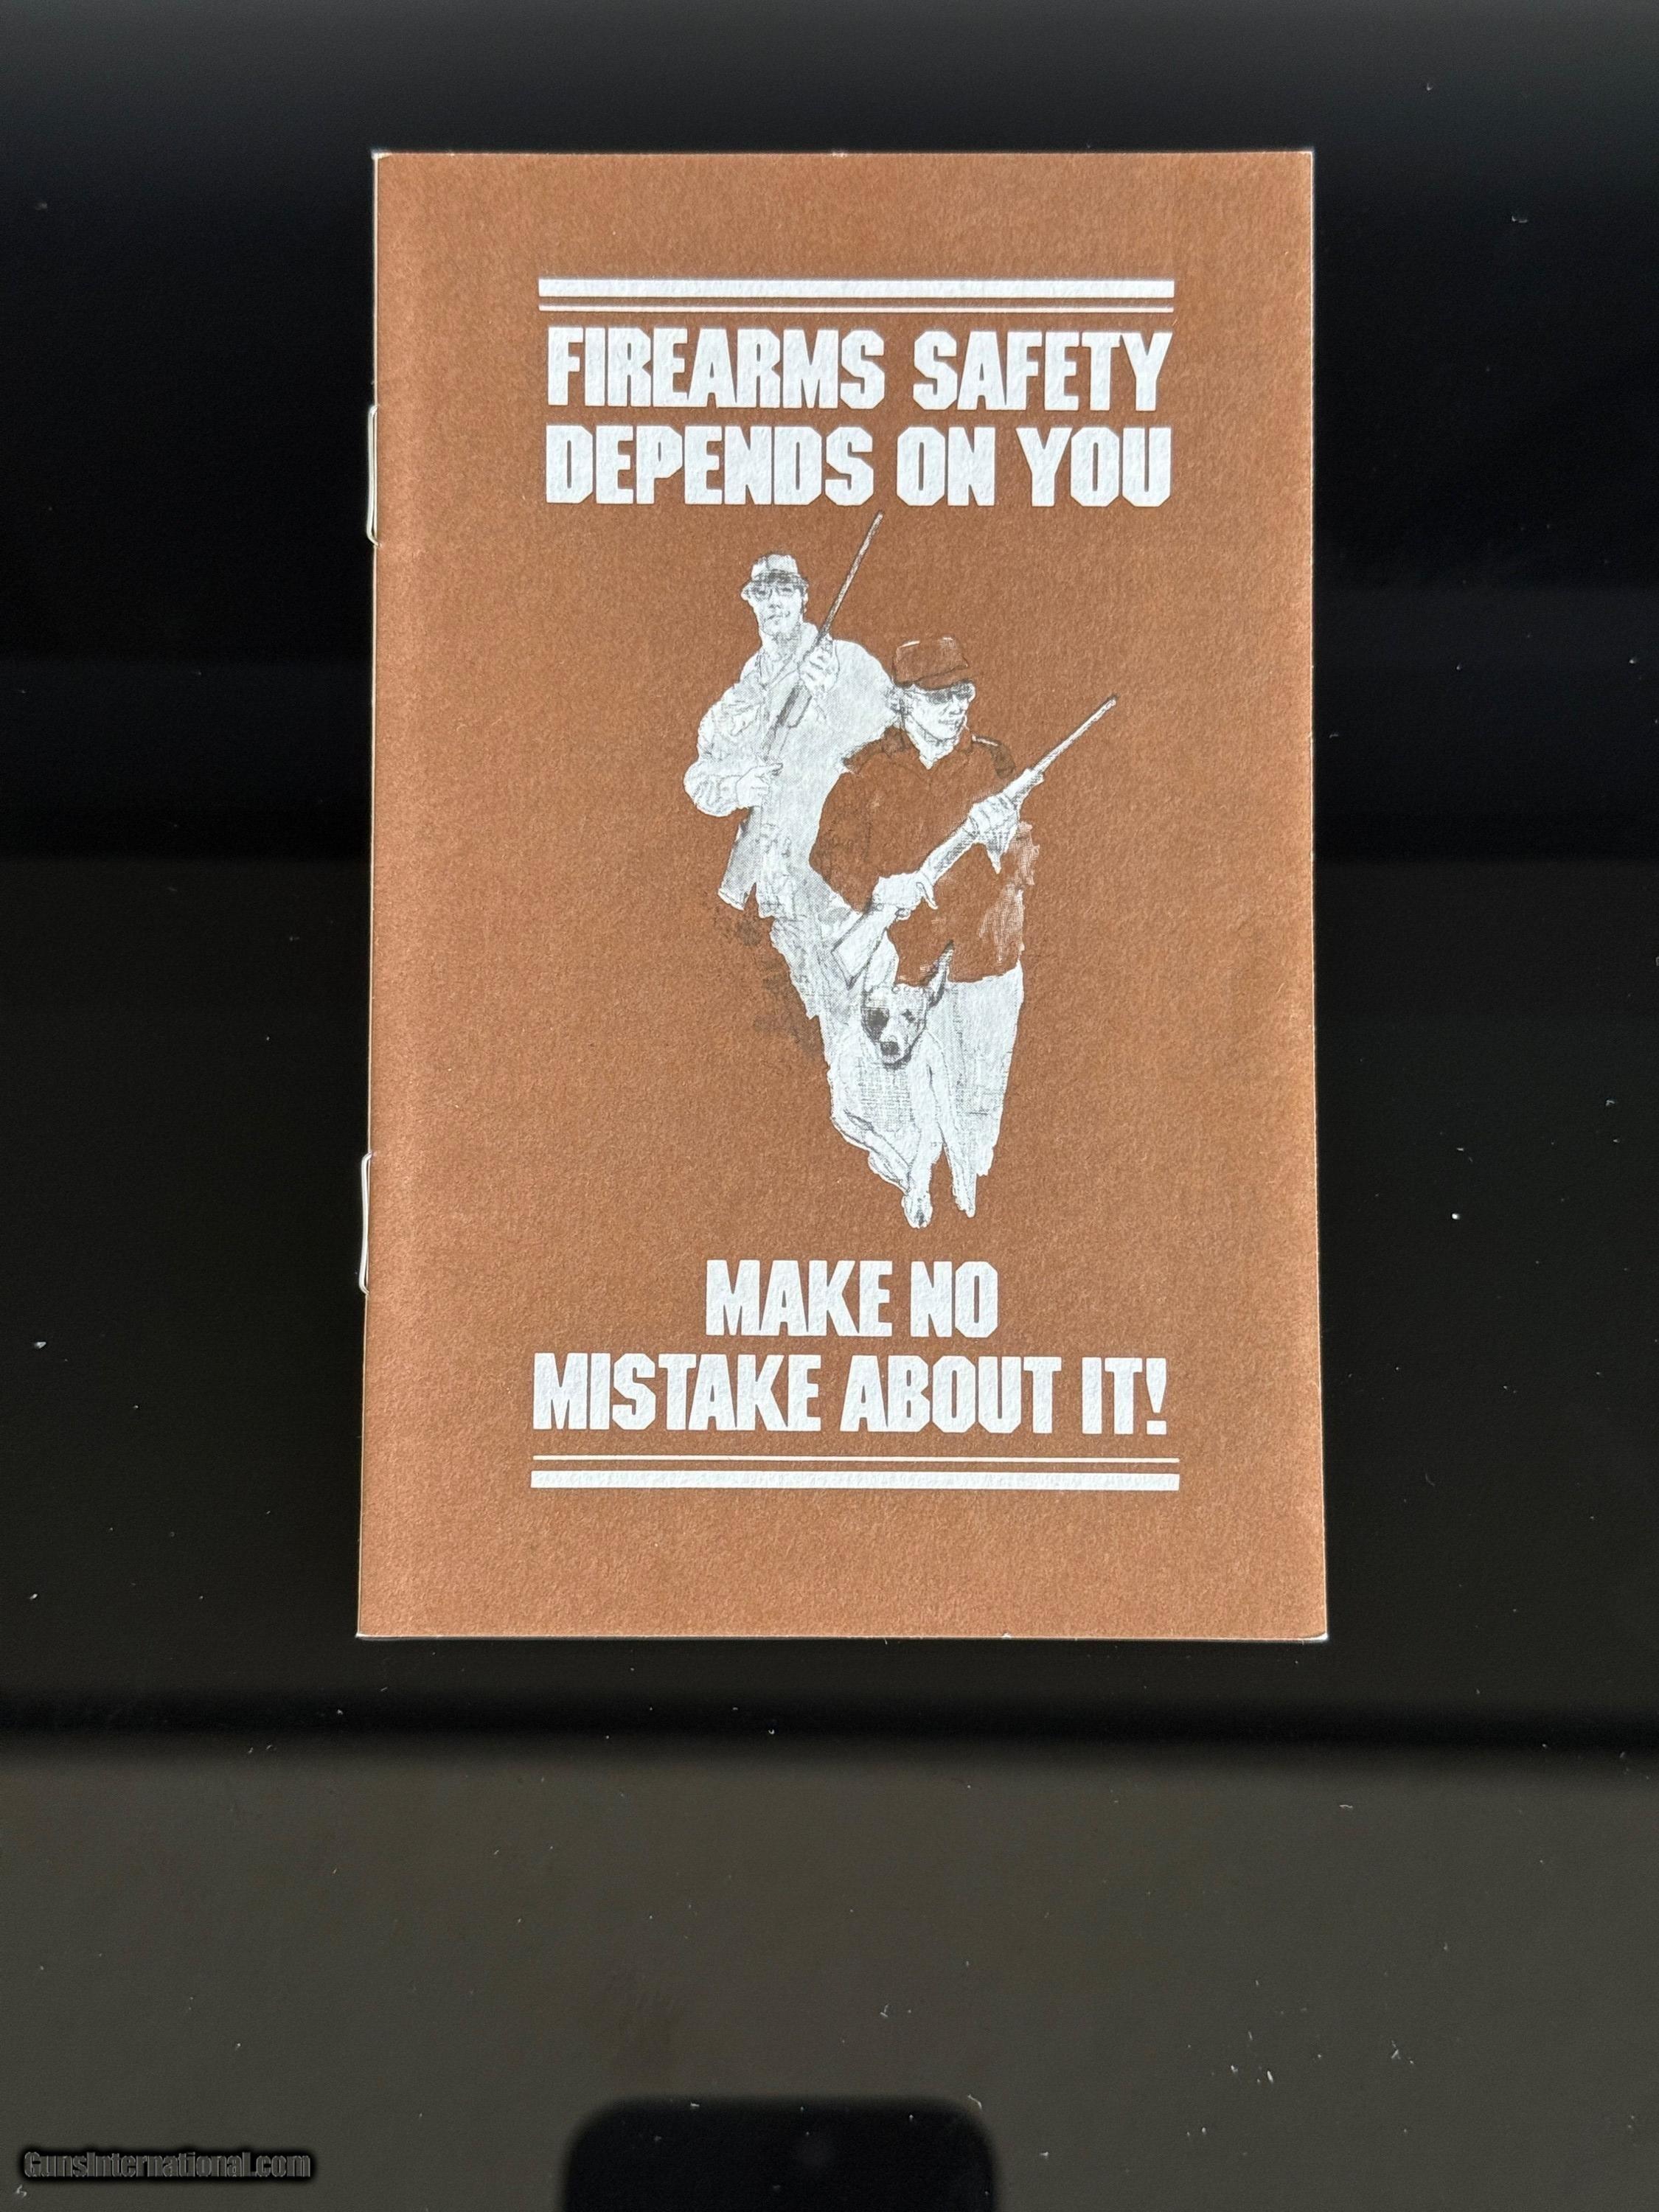 FIREARMS SAFETY
DEPENDS ON YOU
MAKE NO
MISTAKE ABOUT IT!
GunsInternational.com